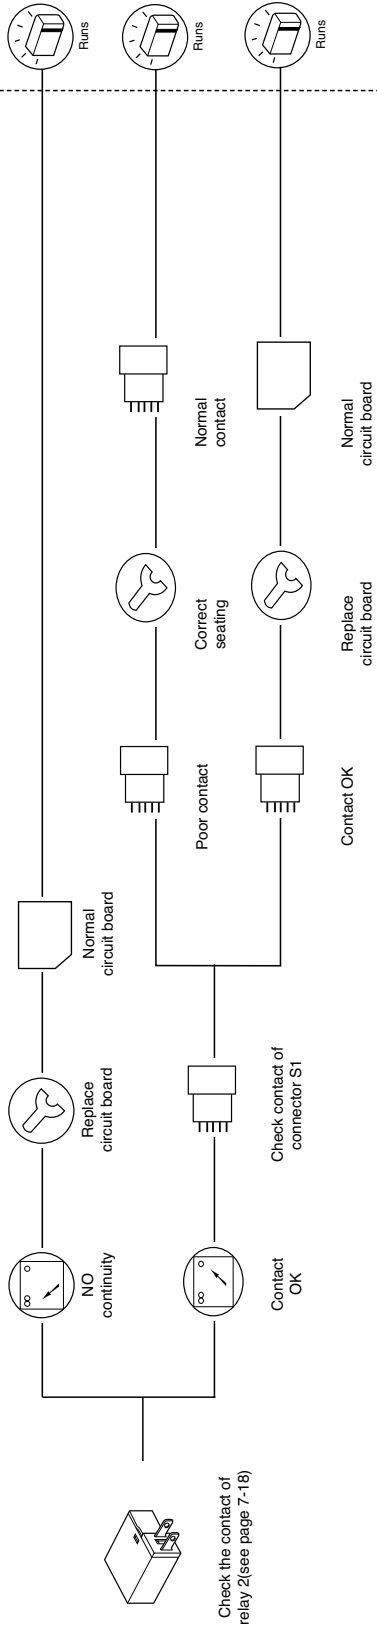 Check the contact of
relay 2(see page 7-18)
NO
continuity
Replace
circuit board
Normal
circuit board
Runs
Contact
OK
Check contact of
connector S1
Poor contact
Correct
seating
Normal
contact
Runs
Contact OK
Replace
circuit board
Normal
circuit board
Runs